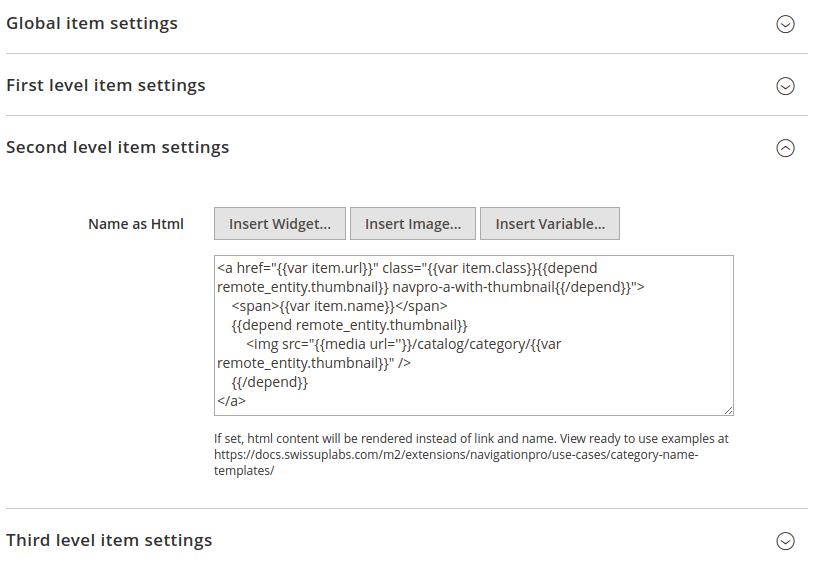 Global item settings
First level item settings
Second level item settings
Name as Html
Insert Widget...
Insert Image...
Insert Variable...
<a href="{{var item.url}}" class="{{var item.class}}{{depend
remote_entity.thumbnail}} navpro-a-with-thumbnail{{/depend}}">
    <span>{{var item.name}}</span>
    {{depend remote_entity.thumbnail}}
        <img src="{{media url=''}}/catalog/category/{{var
remote_entity.thumbnail}}" />
    {{/depend}}
</a>
If set, html content will be rendered instead of link and name. View ready to use examples at
https://docs.swissuplabs.com/m2/extensions/navigationpro/use-cases/category-name-
templates/
Third level item settings